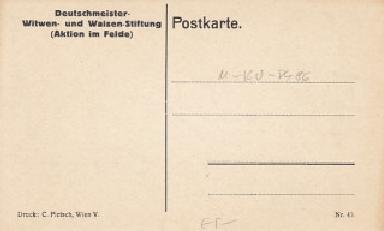 Deutschmeister-
Witwen- und Waisen-Stiftung
(Aktion im Felde)
Postkarte.
Druck: C. Pietsch, Wien V.
Nr. 43